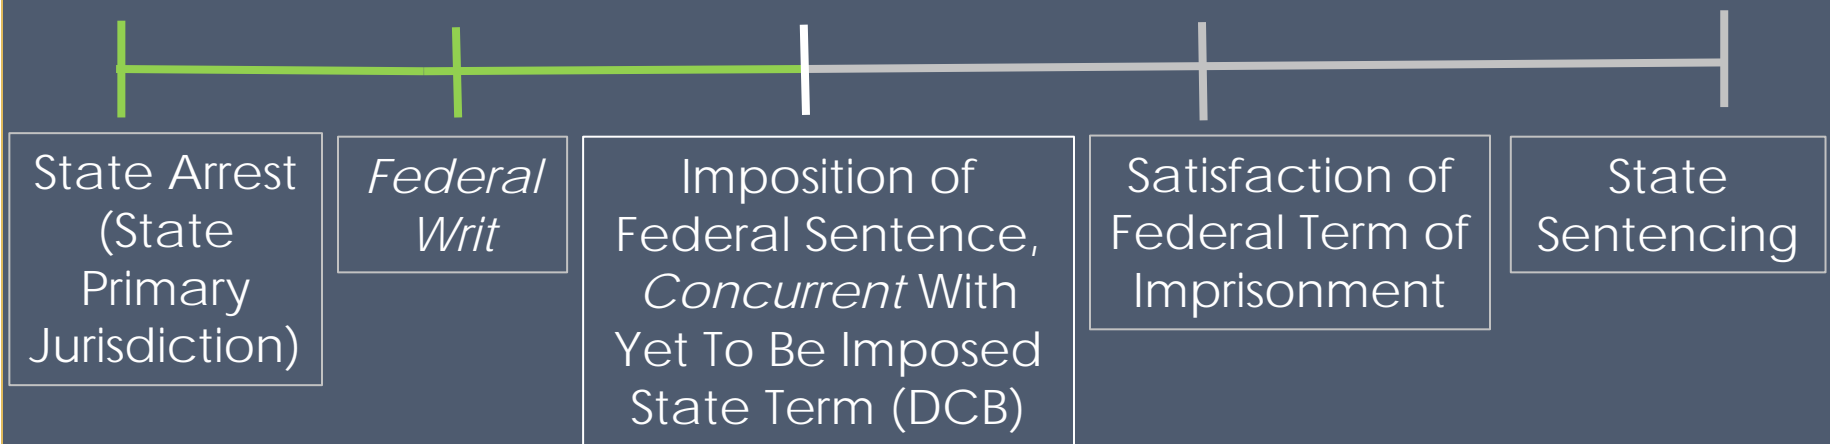 State Arrest
(State
Primary
Jurisdiction)
Federal
Writ
Imposition of
Federal Sentence,
Concurrent With
Yet To Be Imposed
State Term (DCB)
Satisfaction of
Federal Term of
Imprisonment
State
Sentencing